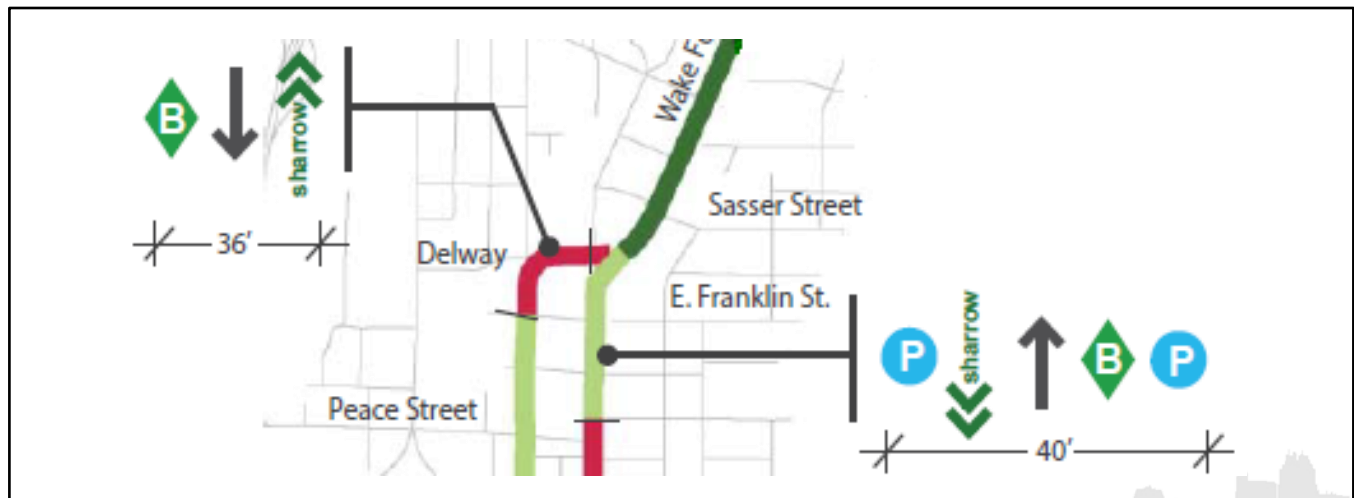 B
sharrow
36'
Wake Fo
Sasser Street
Delway
E. Franklin St.
P
sharrow
B
P
Peace Street
40'